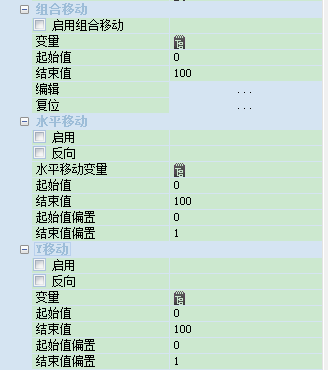 组合移动
启用组合移动
变量
起始值 0
结束值 100
编辑 ...
复位 ...
水平移动
启用
反向
水平移动变量
起始值 0
结束值 100
起始值偏置 0
结束值偏置 1
Y移动
启用
反向
变量
起始值 0
结束值 100
起始值偏置 0
结束值偏置 1